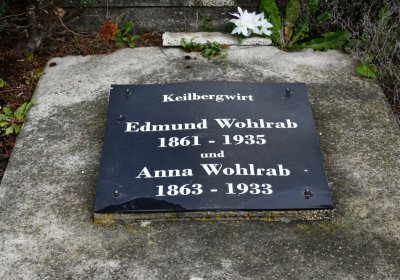 Keilbergwirt
Edmund Wohlrab
1861 - 1935
und
Anna Wohlrab
1863 - 1933